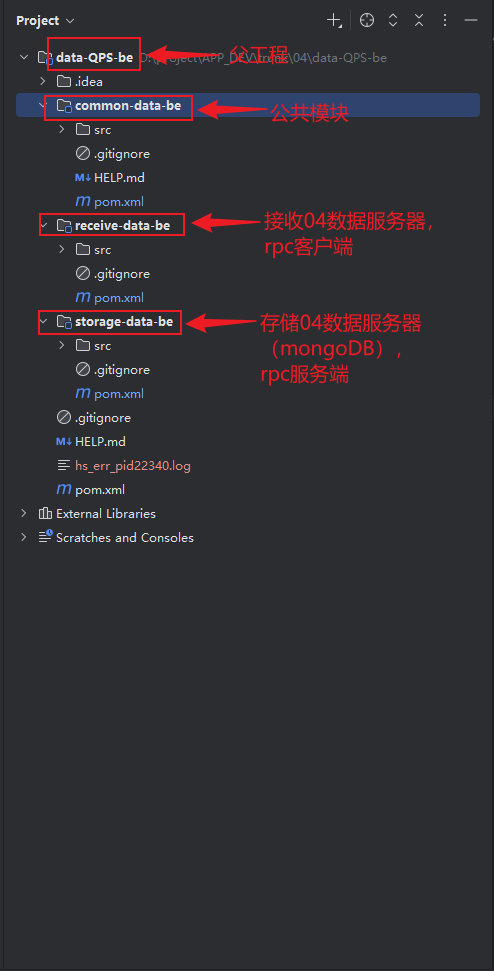 Project
data-QPS-be D:\project\APP_DEV\trunk\04\data-QPS-be
父工程
.idea
common-data-be
公共模块
src
.gitignore
M↓ HELP.md
m pom.xml
receive-data-be
接收04数据服务器，
rpc客户端
src
.gitignore
m pom.xml
storage-data-be
存储04数据服务器
（mongoDB），
rpc服务端
src
.gitignore
m pom.xml
.gitignore
M↓ HELP.md
hs_err_pid22340.log
m pom.xml
External Libraries
Scratches and Consoles